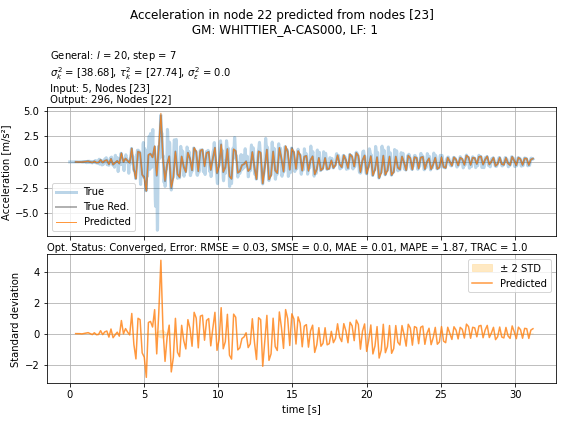 Acceleration in node 22 predicted from nodes [23]
GM: WHITTIER_A-CAS000, LF: 1
General: l = 20, step = 7
σ²ₖ = [38.68], τ²ₖ = [27.74], σ²ε = 0.0
Input: 5, Nodes [23]
Output: 296, Nodes [22]
5.0
2.5
0.0
−2.5
−5.0
Acceleration [m/s²]
True
True Red.
Predicted
Opt. Status: Converged, Error: RMSE = 0.03, SMSE = 0.0, MAE = 0.01, MAPE = 1.87, TRAC = 1.0
4
2
0
−2
Standard deviation
± 2 STD
Predicted
0 5 10 15 20 25 30
time [s]